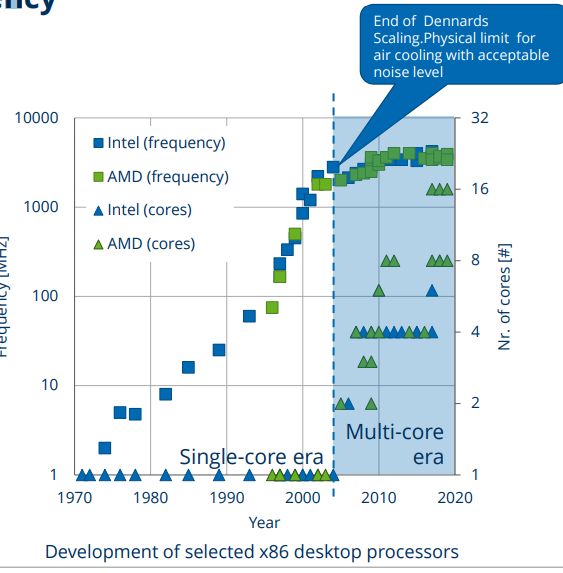 End of Dennards
Scaling.Physical limit for
air cooling with acceptable
noise level
10000
1000
100
10
1
32
16
8
4
2
1
Intel (frequency)
AMD (frequency)
Intel (cores)
AMD (cores)
[MHz]
Nr. of cores [#]
Single-core era
Multi-core
era
1970 1980 1990 2000 2010 2020
Year
Development of selected x86 desktop processors